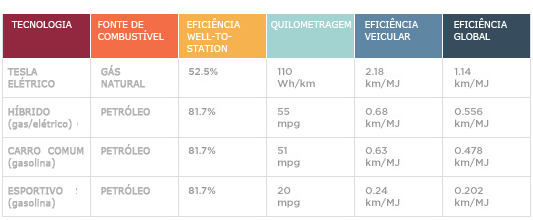 TECNOLOGIA
FONTE DE
COMBUSTÍVEL
EFICIÊNCIA
WELL-TO-
STATION
QUILOMETRAGEM
EFICIÊNCIA
VEICULAR
EFICIÊNCIA
GLOBAL
TESLA
ELÉTRICO
GÁS
NATURAL
52.5%
110
Wh/km
2.18
km/MJ
1.14
km/MJ
HÍBRIDO
(gas/elétrico)
PETRÓLEO
81.7%
55
mpg
0.68
km/MJ
0.556
km/MJ
CARRO COMUM
(gasolina)
PETRÓLEO
81.7%
51
mpg
0.63
km/MJ
0.478
km/MJ
ESPORTIVO
(gasolina)
PETRÓLEO
81.7%
20
mpg
0.24
km/MJ
0.202
km/MJ